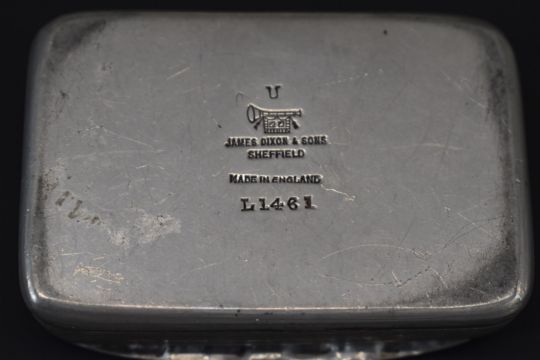 U
JAMES DIXON & SONS
SHEFFIELD
MADE IN ENGLAND
L1461